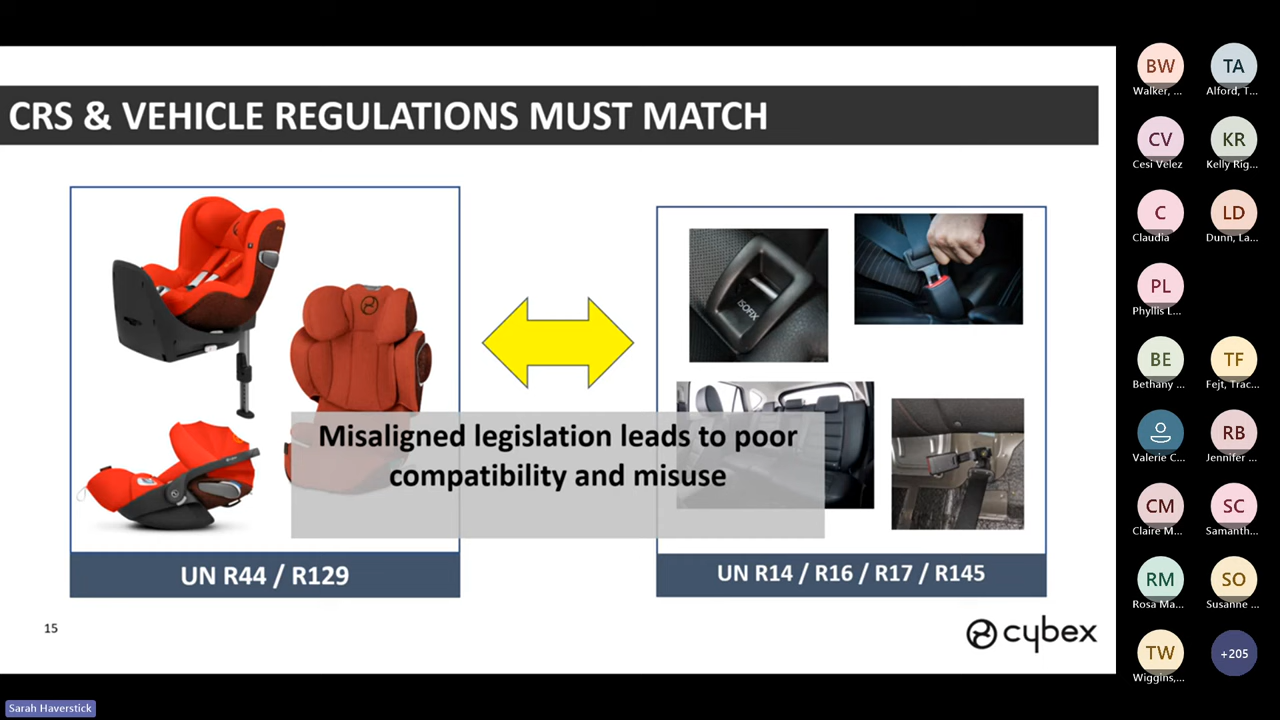 CRS & VEHICLE REGULATIONS MUST MATCH
ISOFIX
Misaligned legislation leads to poor
compatibility and misuse
UN R44 / R129
UN R14 / R16 / R17 / R145
15
cybex
BW
Walker, ...
TA
Alford, T...
CV
Cesi Velez
KR
Kelly Rig...
C
Claudia
LD
Dunn, La...
PL
Phyllis L...
BE
Bethany ...
TF
Fejt, Trac...
Valerie C...
RB
Jennifer ...
CM
Claire M...
SC
Samanth...
RM
Rosa Ma...
SO
Susanne ...
TW
Wiggins,...
+205
Sarah Haverstick